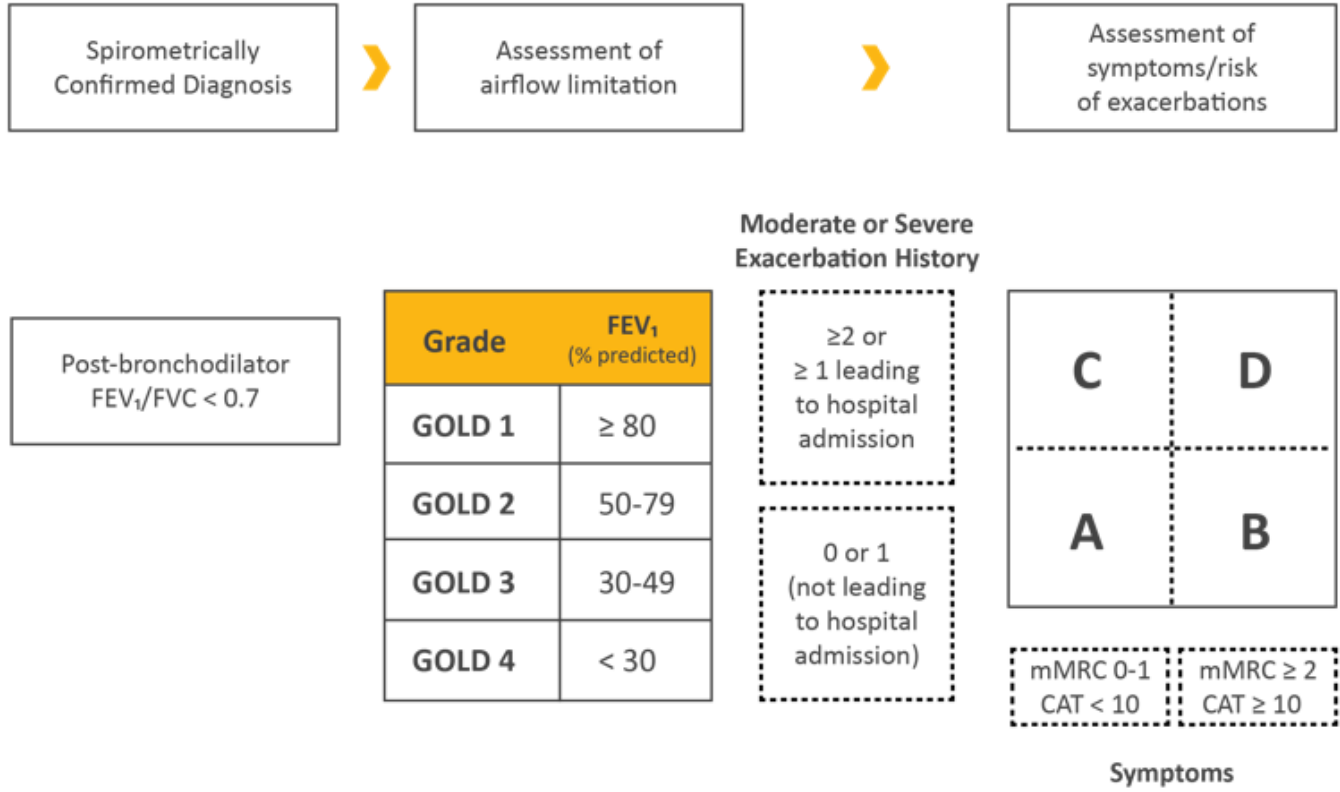 Spirometrically
Confirmed Diagnosis
Assessment of
airflow limitation
Assessment of
symptoms/risk
of exacerbations
Post-bronchodilator
FEV₁/FVC < 0.7
Grade
FEV₁
(% predicted)
GOLD 1
≥ 80
GOLD 2
50-79
GOLD 3
30-49
GOLD 4
< 30
Moderate or Severe
Exacerbation History
≥2 or
≥ 1 leading
to hospital
admission
0 or 1
(not leading
to hospital
admission)
C
D
A
B
mMRC 0-1
CAT < 10
mMRC ≥ 2
CAT ≥ 10
Symptoms